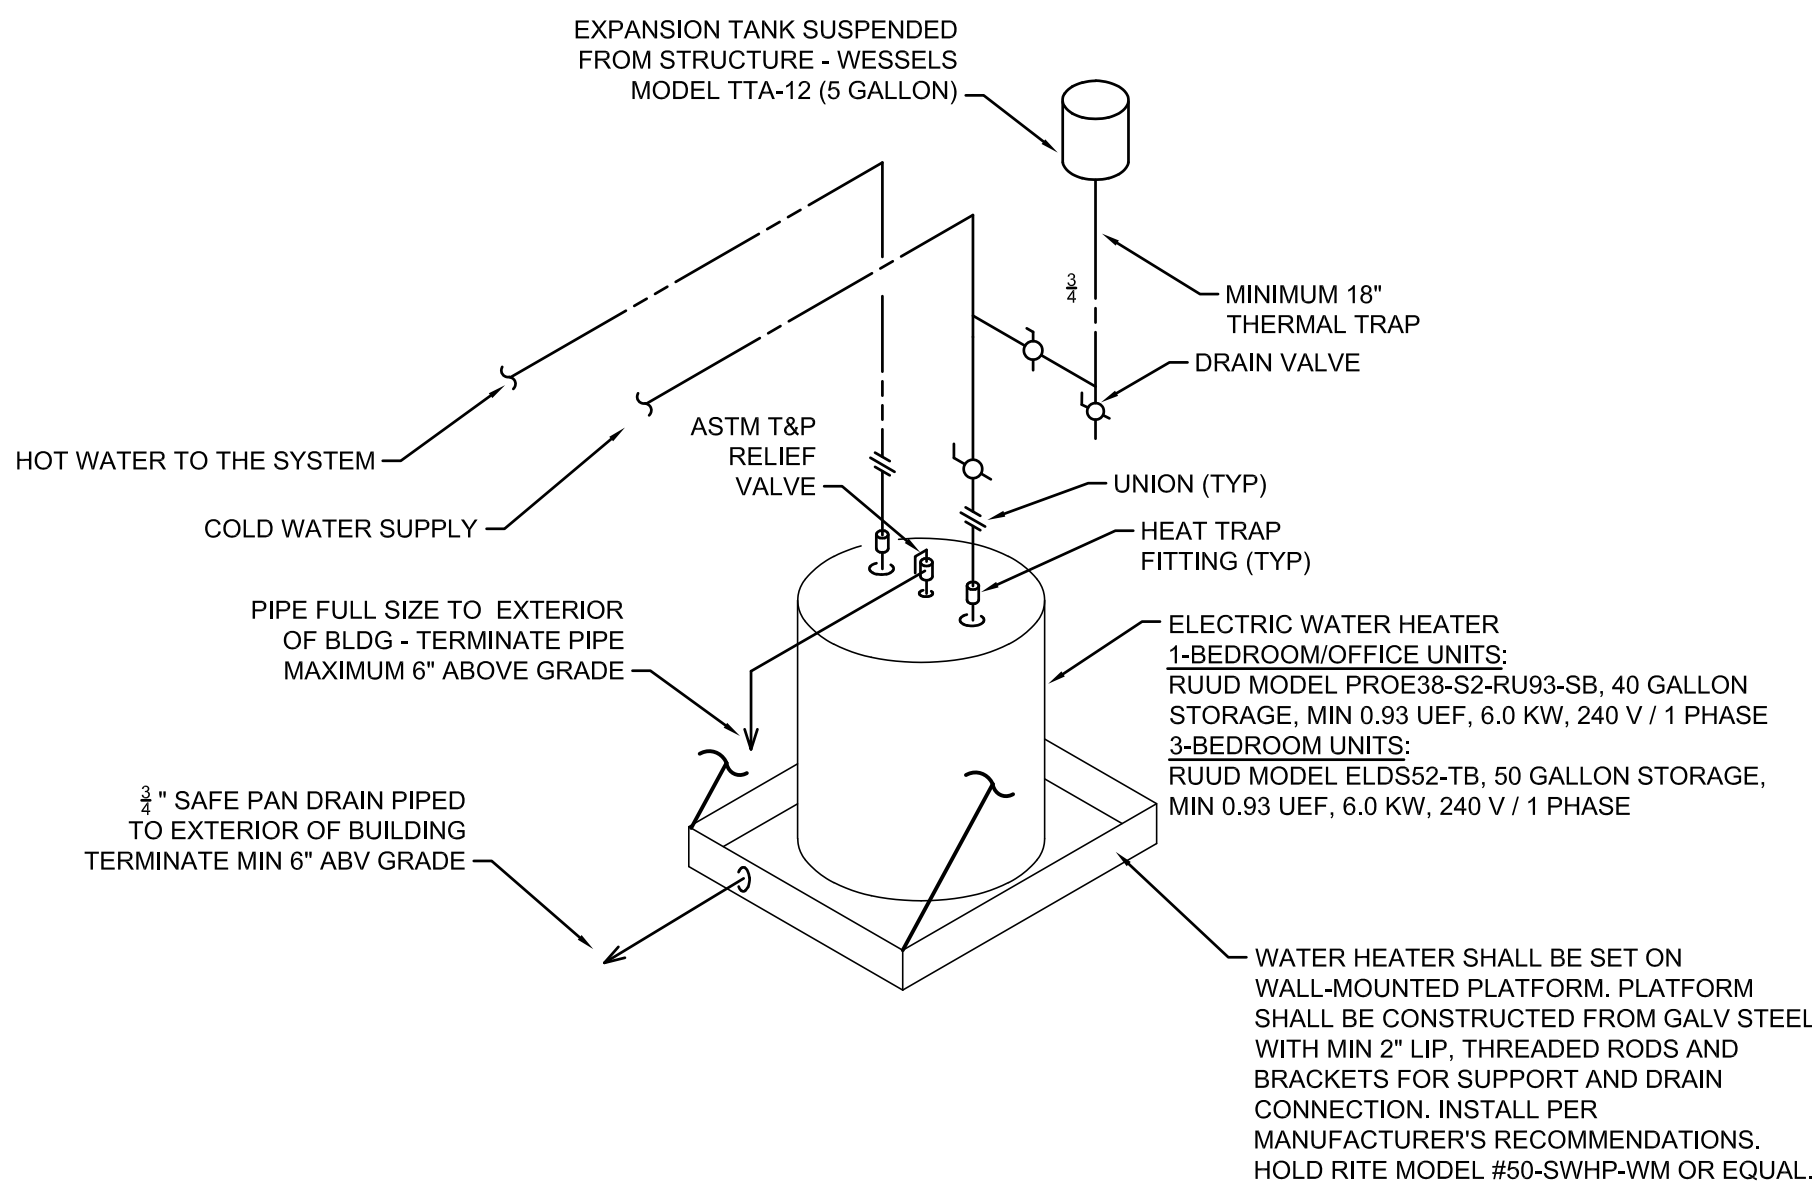 EXPANSION TANK SUSPENDED
FROM STRUCTURE - WESSELS
MODEL TTA-12 (5 GALLON)
3/4
MINIMUM 18"
THERMAL TRAP
DRAIN VALVE
ASTM T&P
RELIEF
VALVE
HOT WATER TO THE SYSTEM
COLD WATER SUPPLY
UNION (TYP)
HEAT TRAP
FITTING (TYP)
PIPE FULL SIZE TO EXTERIOR
OF BLDG - TERMINATE PIPE
MAXIMUM 6" ABOVE GRADE
ELECTRIC WATER HEATER
1-BEDROOM/OFFICE UNITS:
RUUD MODEL PROE38-S2-RU93-SB, 40 GALLON
STORAGE, MIN 0.93 UEF, 6.0 KW, 240 V / 1 PHASE
3-BEDROOM UNITS:
RUUD MODEL ELDS52-TB, 50 GALLON STORAGE,
MIN 0.93 UEF, 6.0 KW, 240 V / 1 PHASE
3/4" SAFE PAN DRAIN PIPED
TO EXTERIOR OF BUILDING
TERMINATE MIN 6" ABV GRADE
WATER HEATER SHALL BE SET ON
WALL-MOUNTED PLATFORM. PLATFORM
SHALL BE CONSTRUCTED FROM GALV STEEL
WITH MIN 2" LIP, THREADED RODS AND
BRACKETS FOR SUPPORT AND DRAIN
CONNECTION. INSTALL PER
MANUFACTURER'S RECOMMENDATIONS.
HOLD RITE MODEL #50-SWHP-WM OR EQUAL.